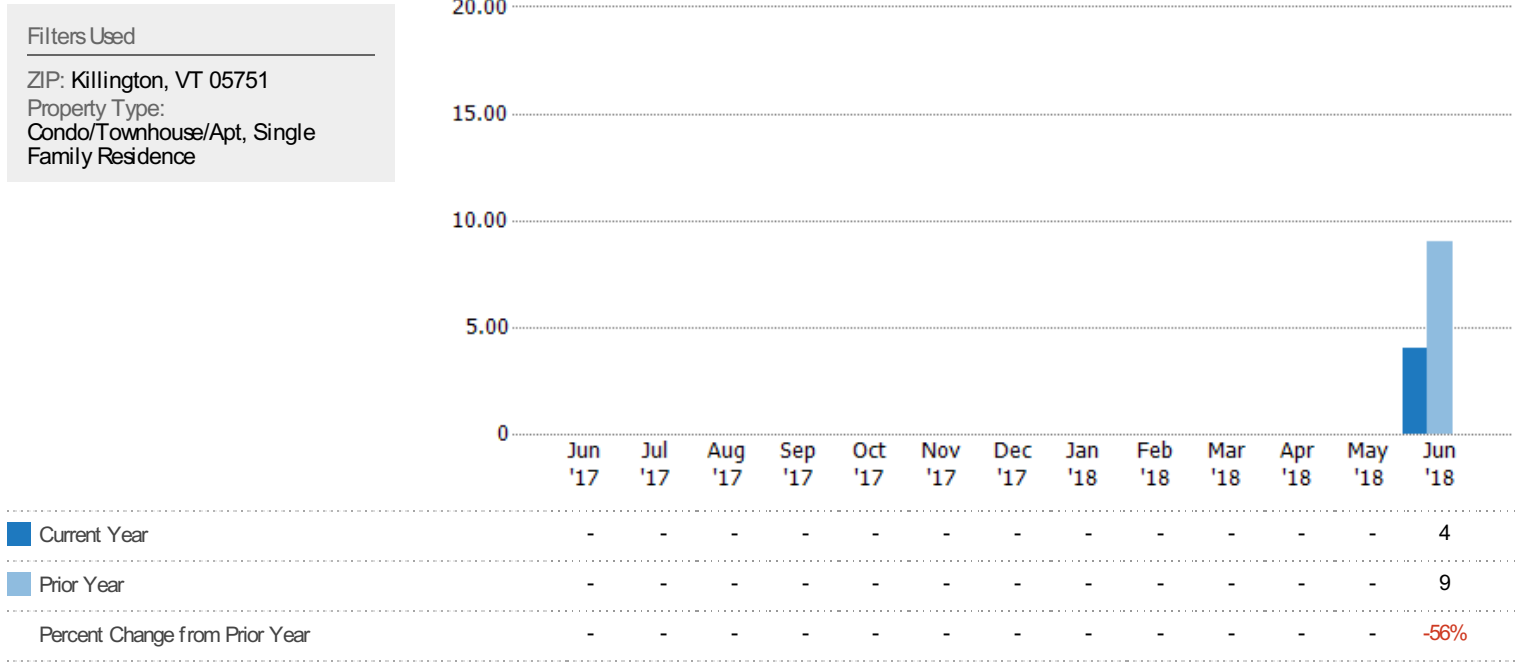 Filters Used
ZIP: Killington, VT 05751
Property Type:
Condo/Townhouse/Apt, Single
Family Residence
20.00
15.00
10.00
5.00
0
Jun Jul Aug Sep Oct Nov Dec Jan Feb Mar Apr May Jun
'17 '17 '17 '17 '17 '17 '17 '18 '18 '18 '18 '18 '18
Current Year - - - - - - - - - - - - 4
Prior Year - - - - - - - - - - - - 9
Percent Change from Prior Year - - - - - - - - - - - - -56%